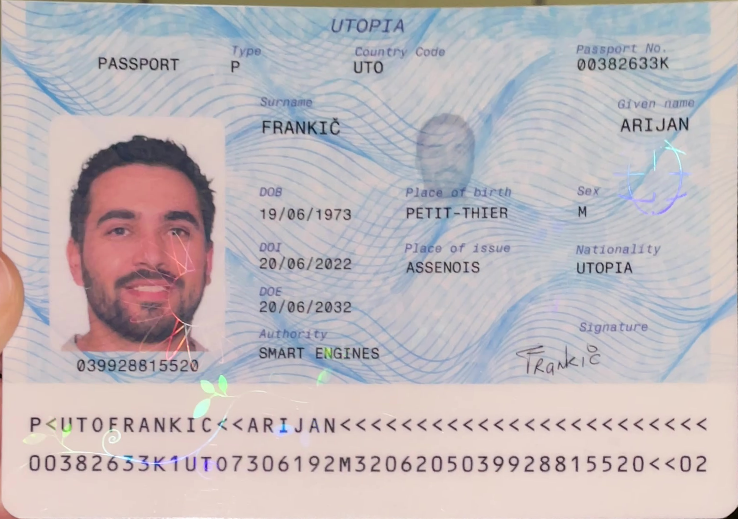 UTOPIA
PASSPORT
Type
P
Country Code
UTO
Passport No.
00382633K
Surname
FRANKIČ
Given name
ARIJAN
DOB
19/06/1973
Place of birth
PETIT-THIER
Sex
M
DOI
20/06/2022
Place of issue
ASSENOIS
Nationality
UTOPIA
DOE
20/06/2032
Authority
SMART ENGINES
Signature
Frankič
039928815520
P<UTOFRANKIC<<ARIJAN<<<<<<<<<<<<<<<<<<<<<<<<
00382633K1UTO7306192M3206205039928815520<<02